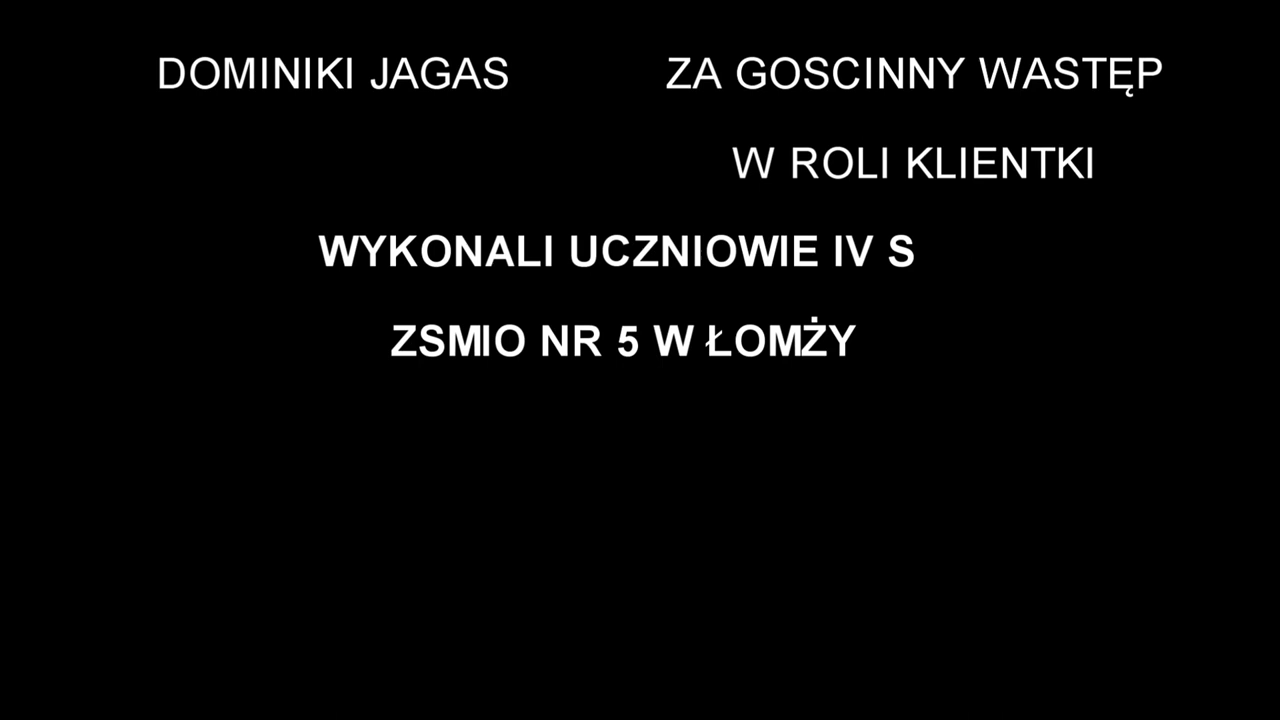 DOMINIKI JAGAS ZA GOSCINNY WASTĘP
W ROLI KLIENTKI
WYKONALI UCZNIOWIE IV S
ZSMIO NR 5 W ŁOMŻY